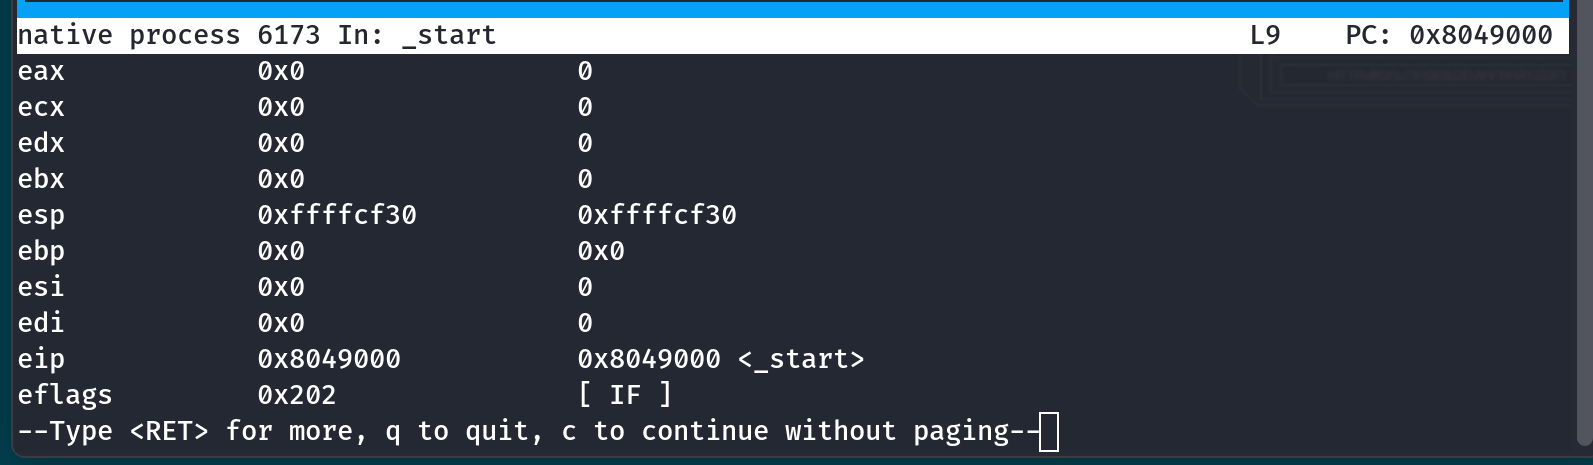 native process 6173 In: _start L9 PC: 0x8049000
eax 0x0 0
ecx 0x0 0
edx 0x0 0
ebx 0x0 0
esp 0xffffcf30 0xffffcf30
ebp 0x0 0x0
esi 0x0 0
edi 0x0 0
eip 0x8049000 0x8049000 <_start>
eflags 0x202 [ IF ]
--Type <RET> for more, q to quit, c to continue without paging--